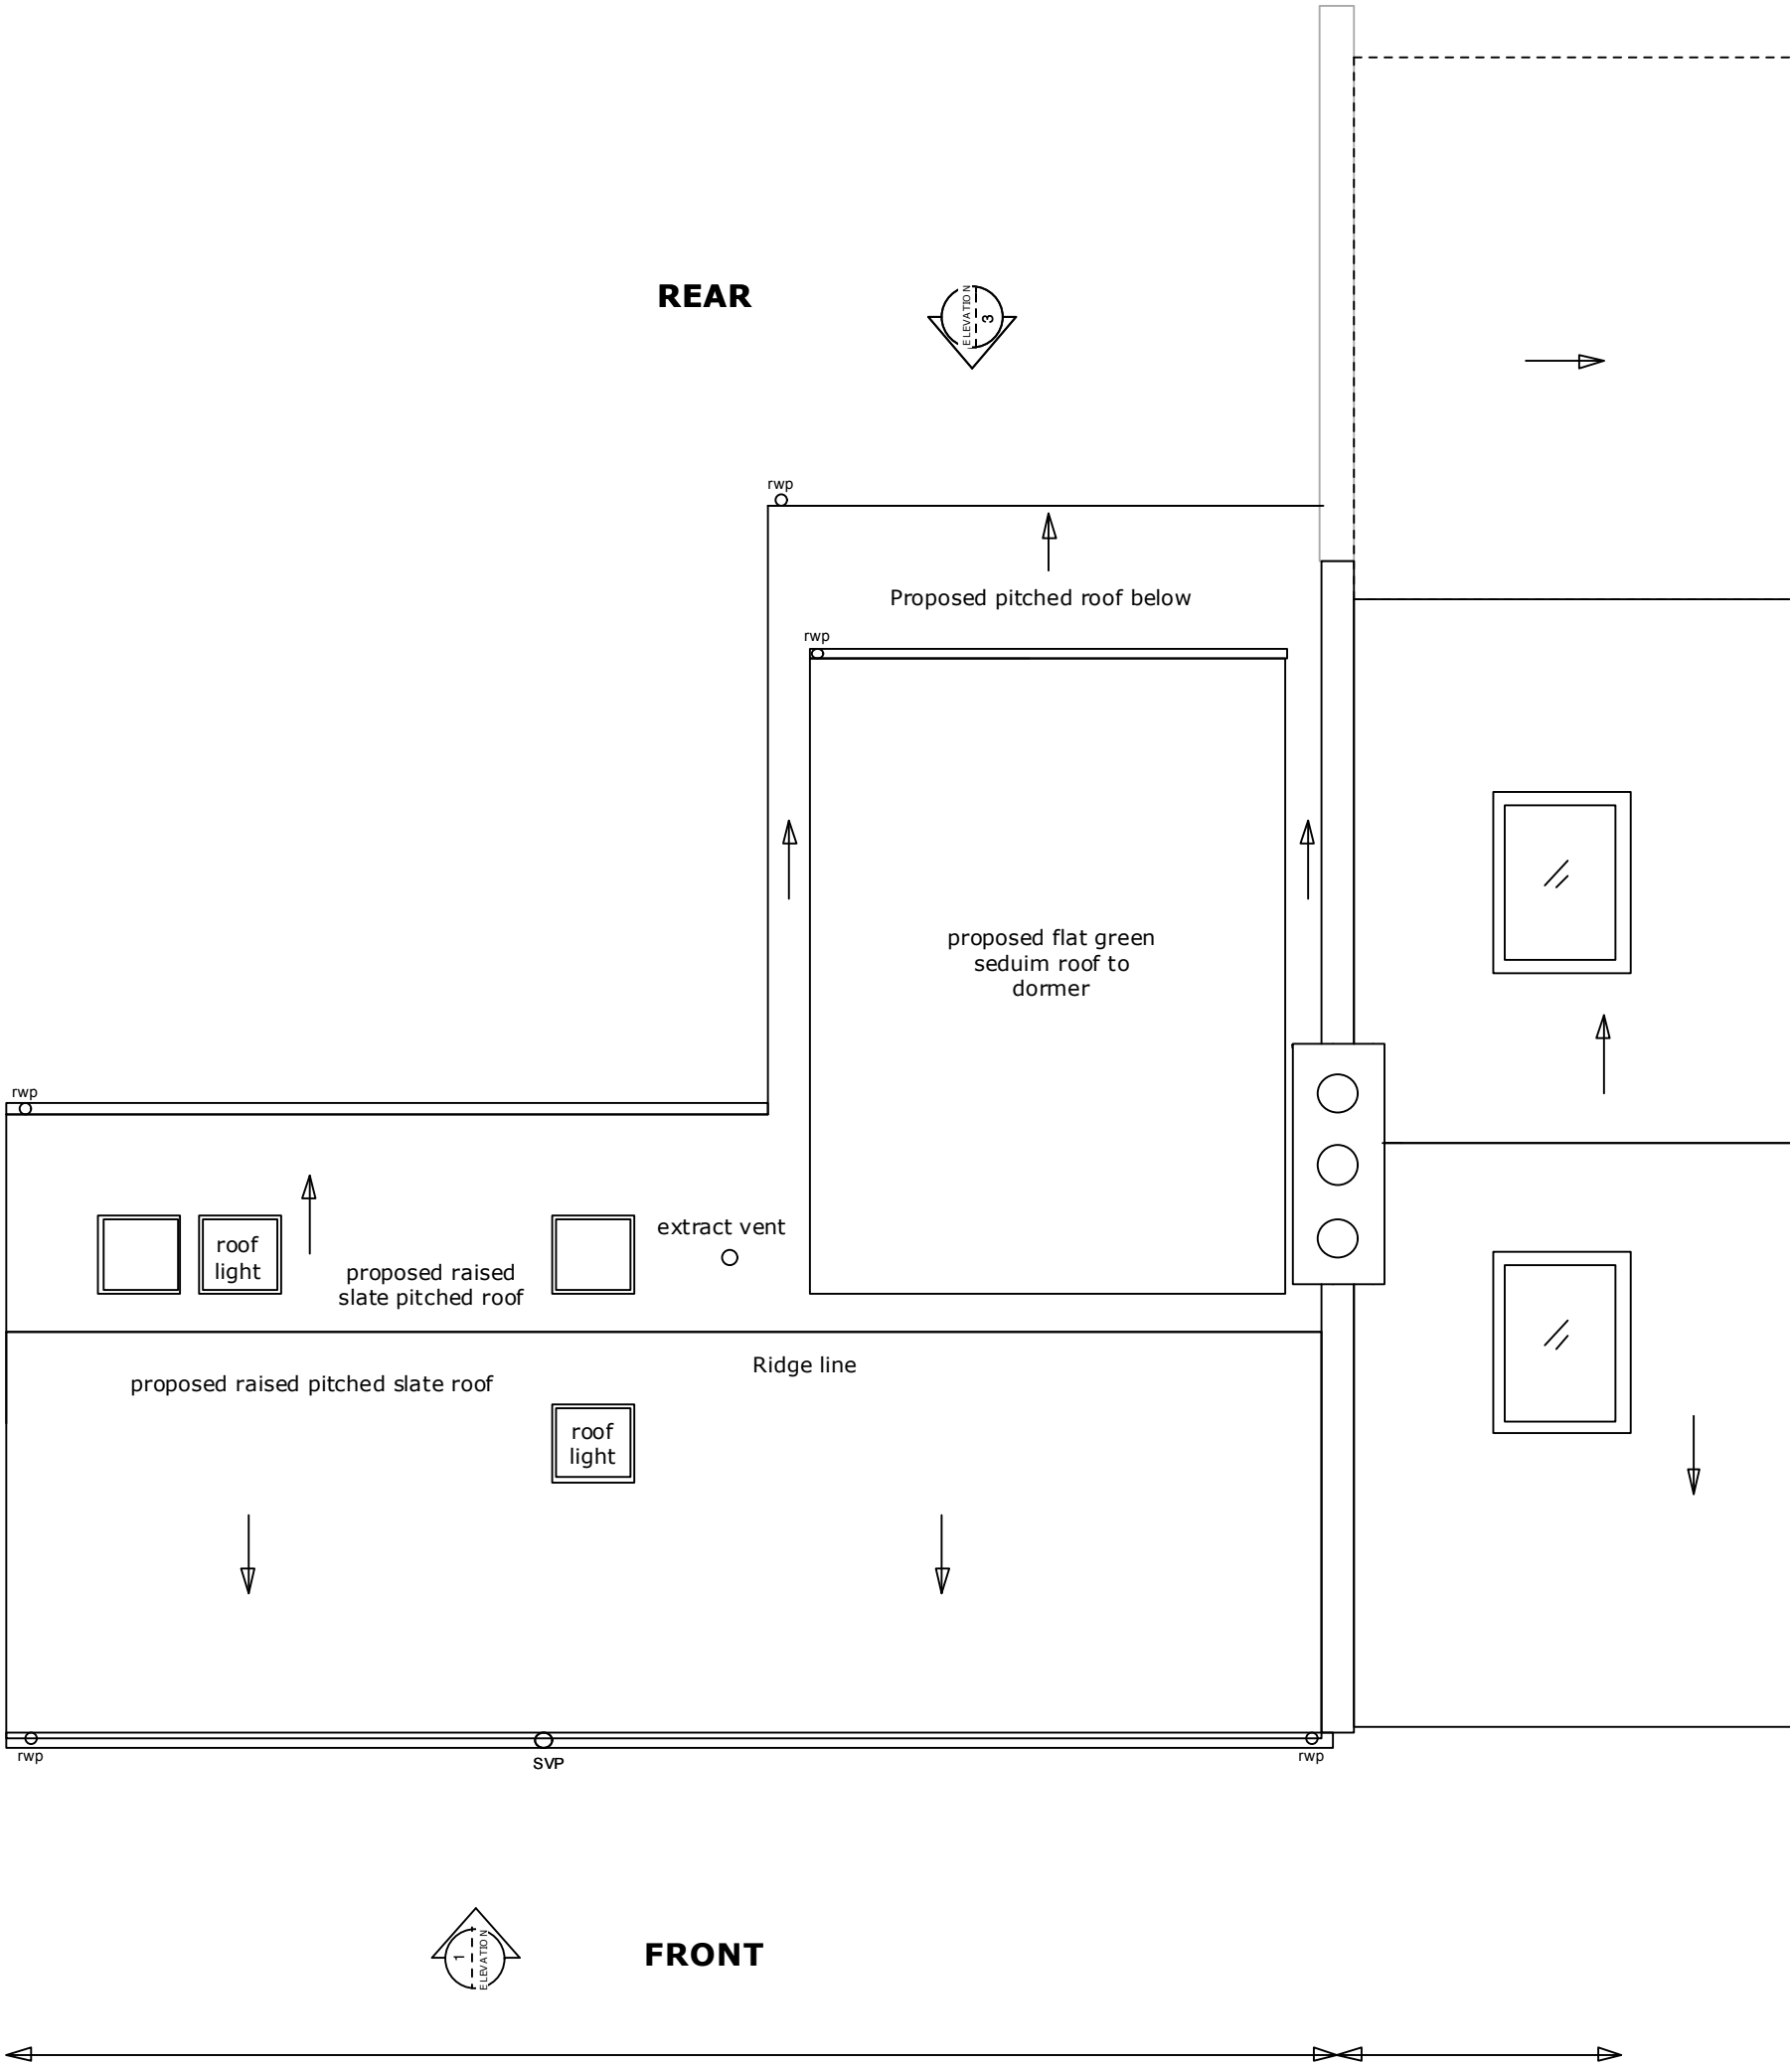 REAR
ELEVATION
3
rwp
Proposed pitched roof below
rwp
proposed flat green
seduim roof to
dormer
rwp
extract vent
roof
light
proposed raised
slate pitched roof
Ridge line
proposed raised pitched slate roof
roof
light
rwp
SVP
rwp
1
ELEVATION
FRONT